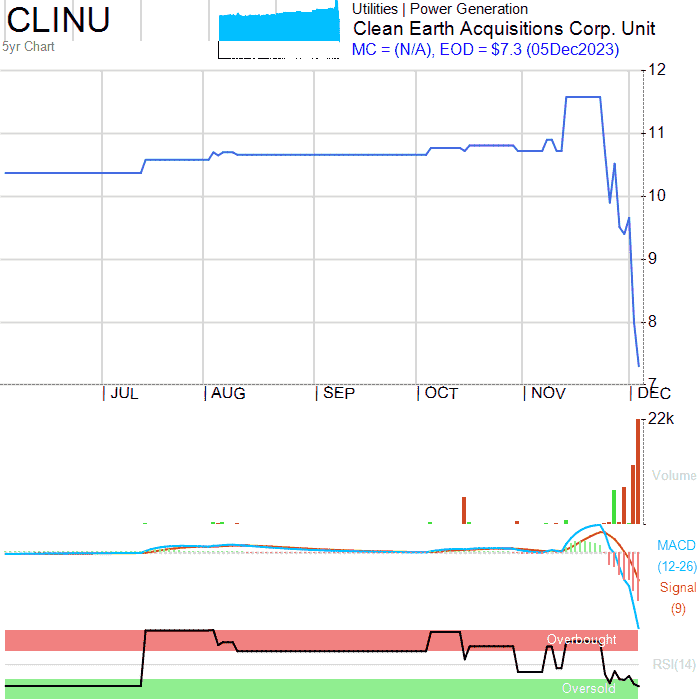 CLINU
5yr Chart
Utilities | Power Generation
Clean Earth Acquisitions Corp. Unit
MC = (N/A), EOD = $7.3 (05Dec2023)
12
11
10
9
8
7
| JUL | AUG | SEP | OCT | NOV | DEC
22k
Volume
MACD
(12-26)
Signal
(9)
Overbought
RSI(14)
Oversold